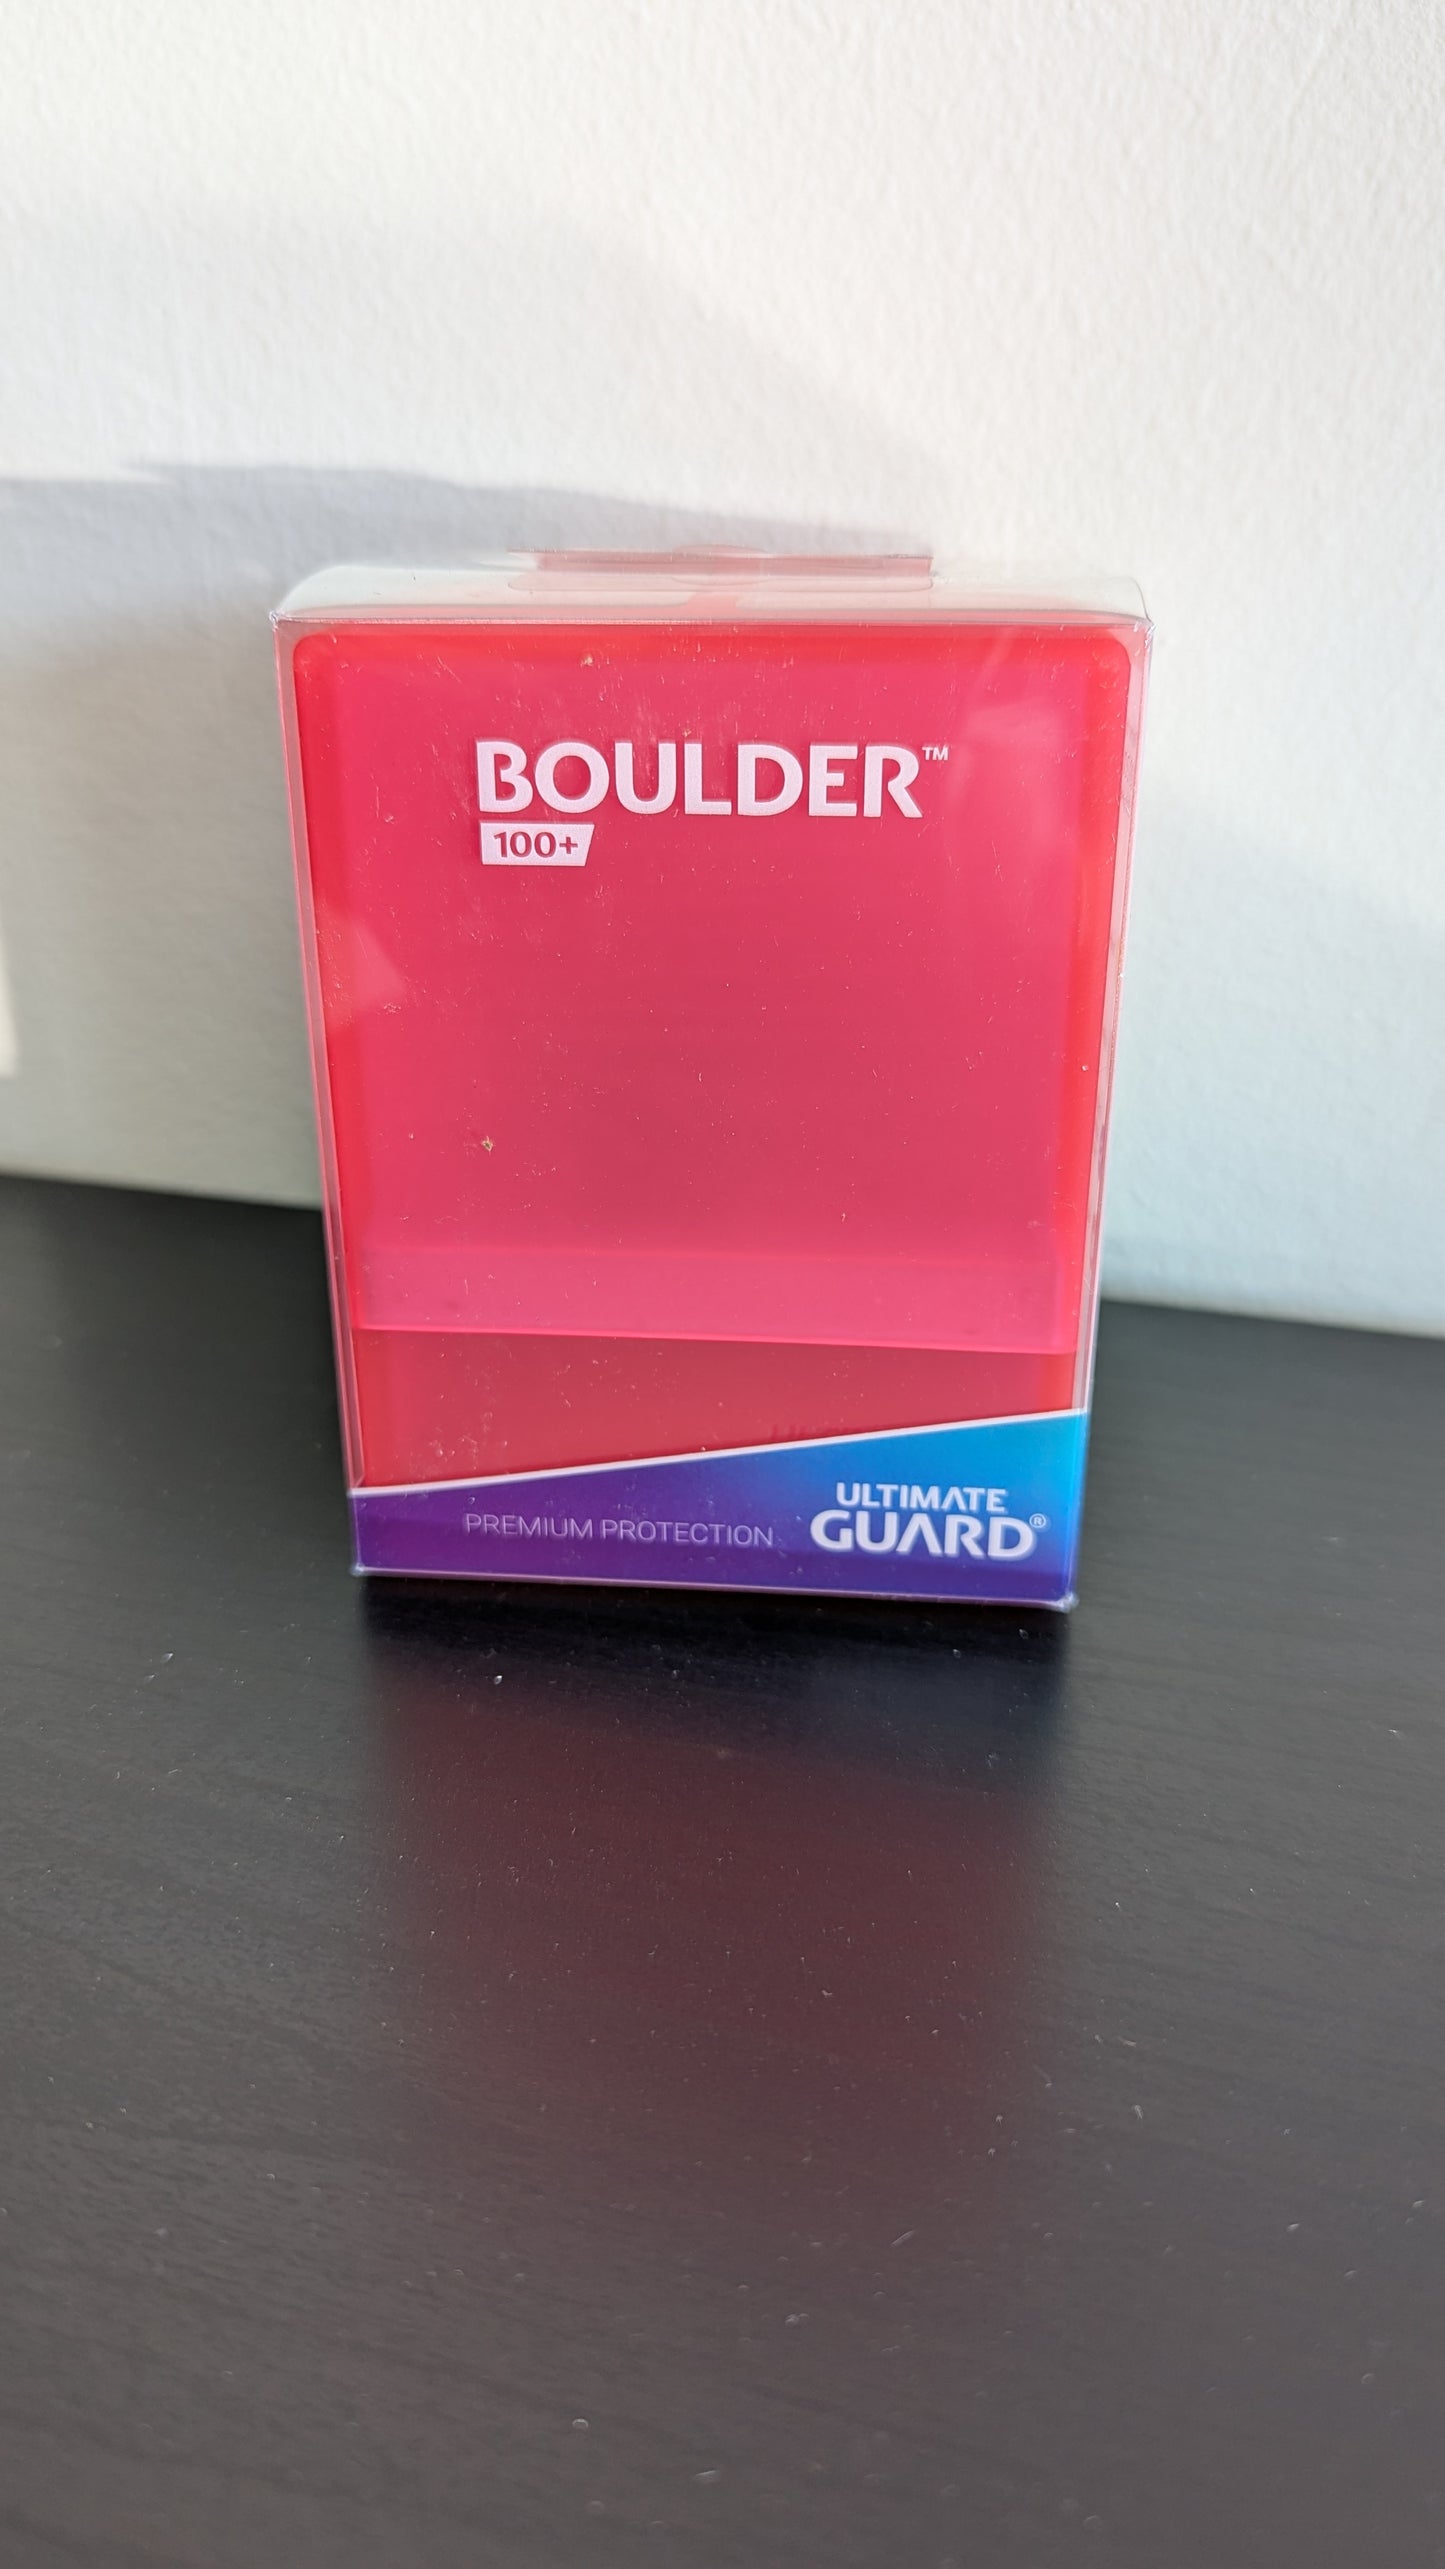 BOULDER™
100+
PREMIUM PROTECTION
ULTIMATE
GUARD®